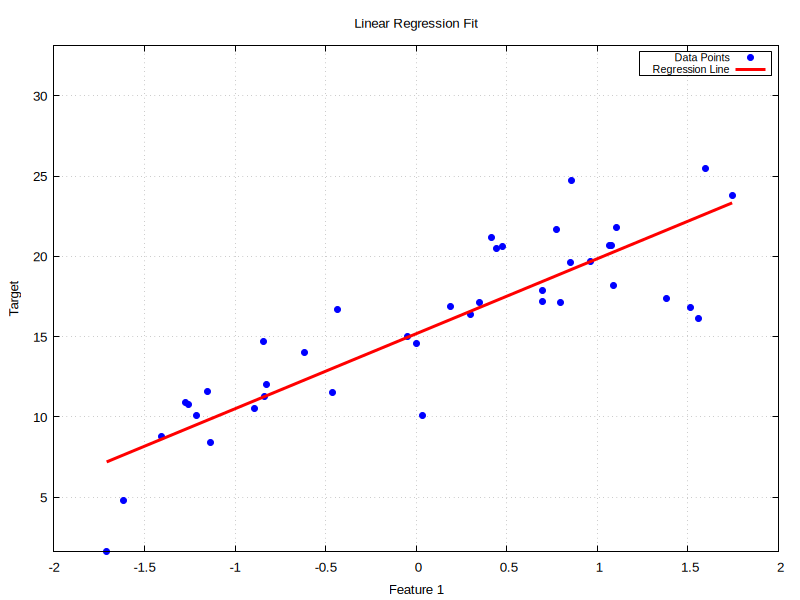 Linear Regression Fit
Data Points
Regression Line
30
25
20
15
10
5
Target
-2 -1.5 -1 -0.5 0 0.5 1 1.5 2
Feature 1